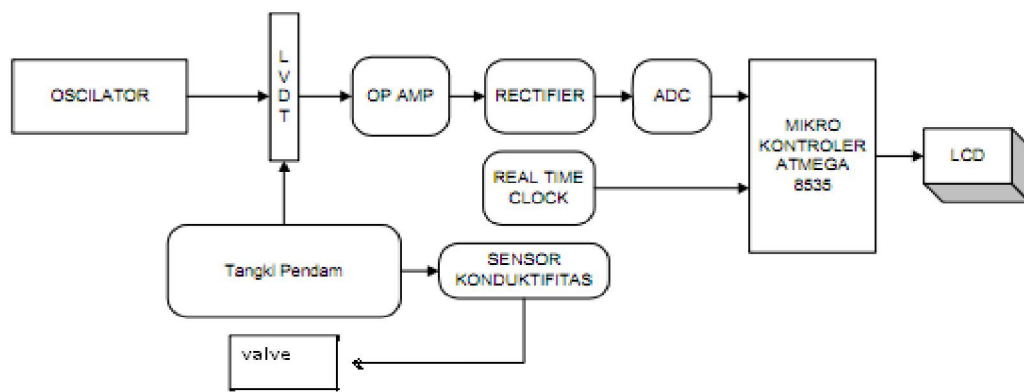 OSCILATOR
L
V
D
T
OP AMP
RECTIFIER
ADC
MIKRO
KONTROLER
ATMEGA
8535
LCD
REAL TIME
CLOCK
Tangki Pendam
SENSOR
KONDUKTIFITAS
valve